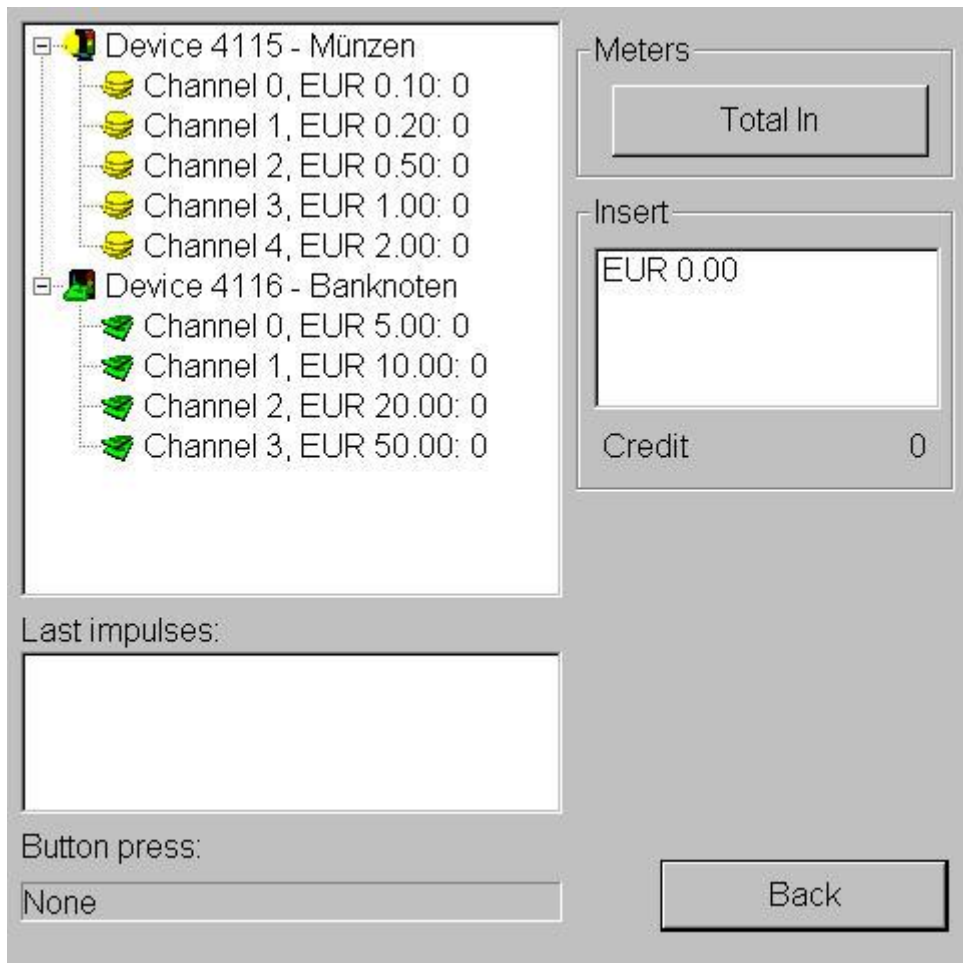 Device 4115 - Münzen
Channel 0, EUR 0.10: 0
Channel 1, EUR 0.20: 0
Channel 2, EUR 0.50: 0
Channel 3, EUR 1.00: 0
Channel 4, EUR 2.00: 0
Device 4116 - Banknoten
Channel 0, EUR 5.00: 0
Channel 1, EUR 10.00: 0
Channel 2, EUR 20.00: 0
Channel 3, EUR 50.00: 0
Last impulses:
Button press:
None
Meters
Total In
Insert
EUR 0.00
Credit 0
Back